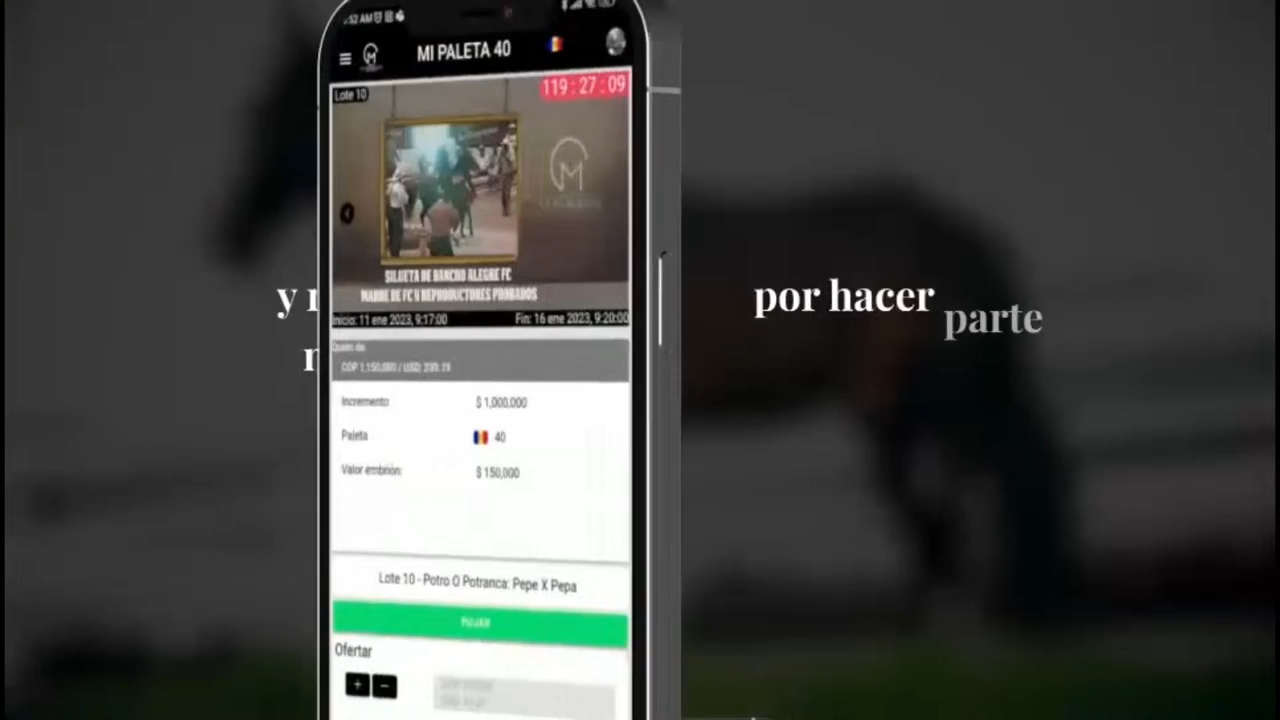 :52 AM
MI PALETA 40
Lote 10
119 : 27 : 09
SILUETA DE RANCHO ALEGRE FC
MADRE DE FC Y REPRODUCTORES PROBADOS
Inicio: 11 ene 2023, 9:17:00
Fin: 16 ene 2023, 9:20:00
COP 1,150,000 / USD
Incremento
$ 1,000,000
Paleta
40
Valor embrión:
$ 150,000
Lote 10 - Potro O Potranca: Pepe X Pepa
PUJAR
Ofertar
y
por hacer
parte